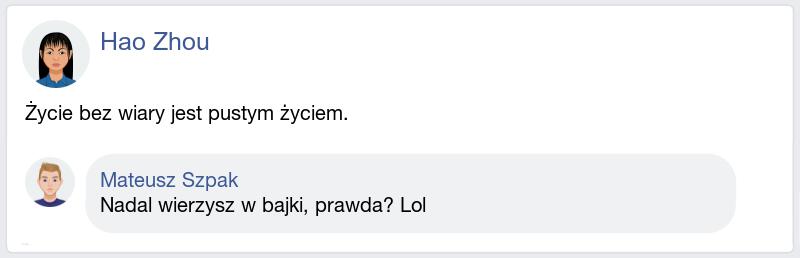 Hao Zhou
Życie bez wiary jest pustym życiem.
Mateusz Szpak
Nadal wierzysz w bajki, prawda? Lol